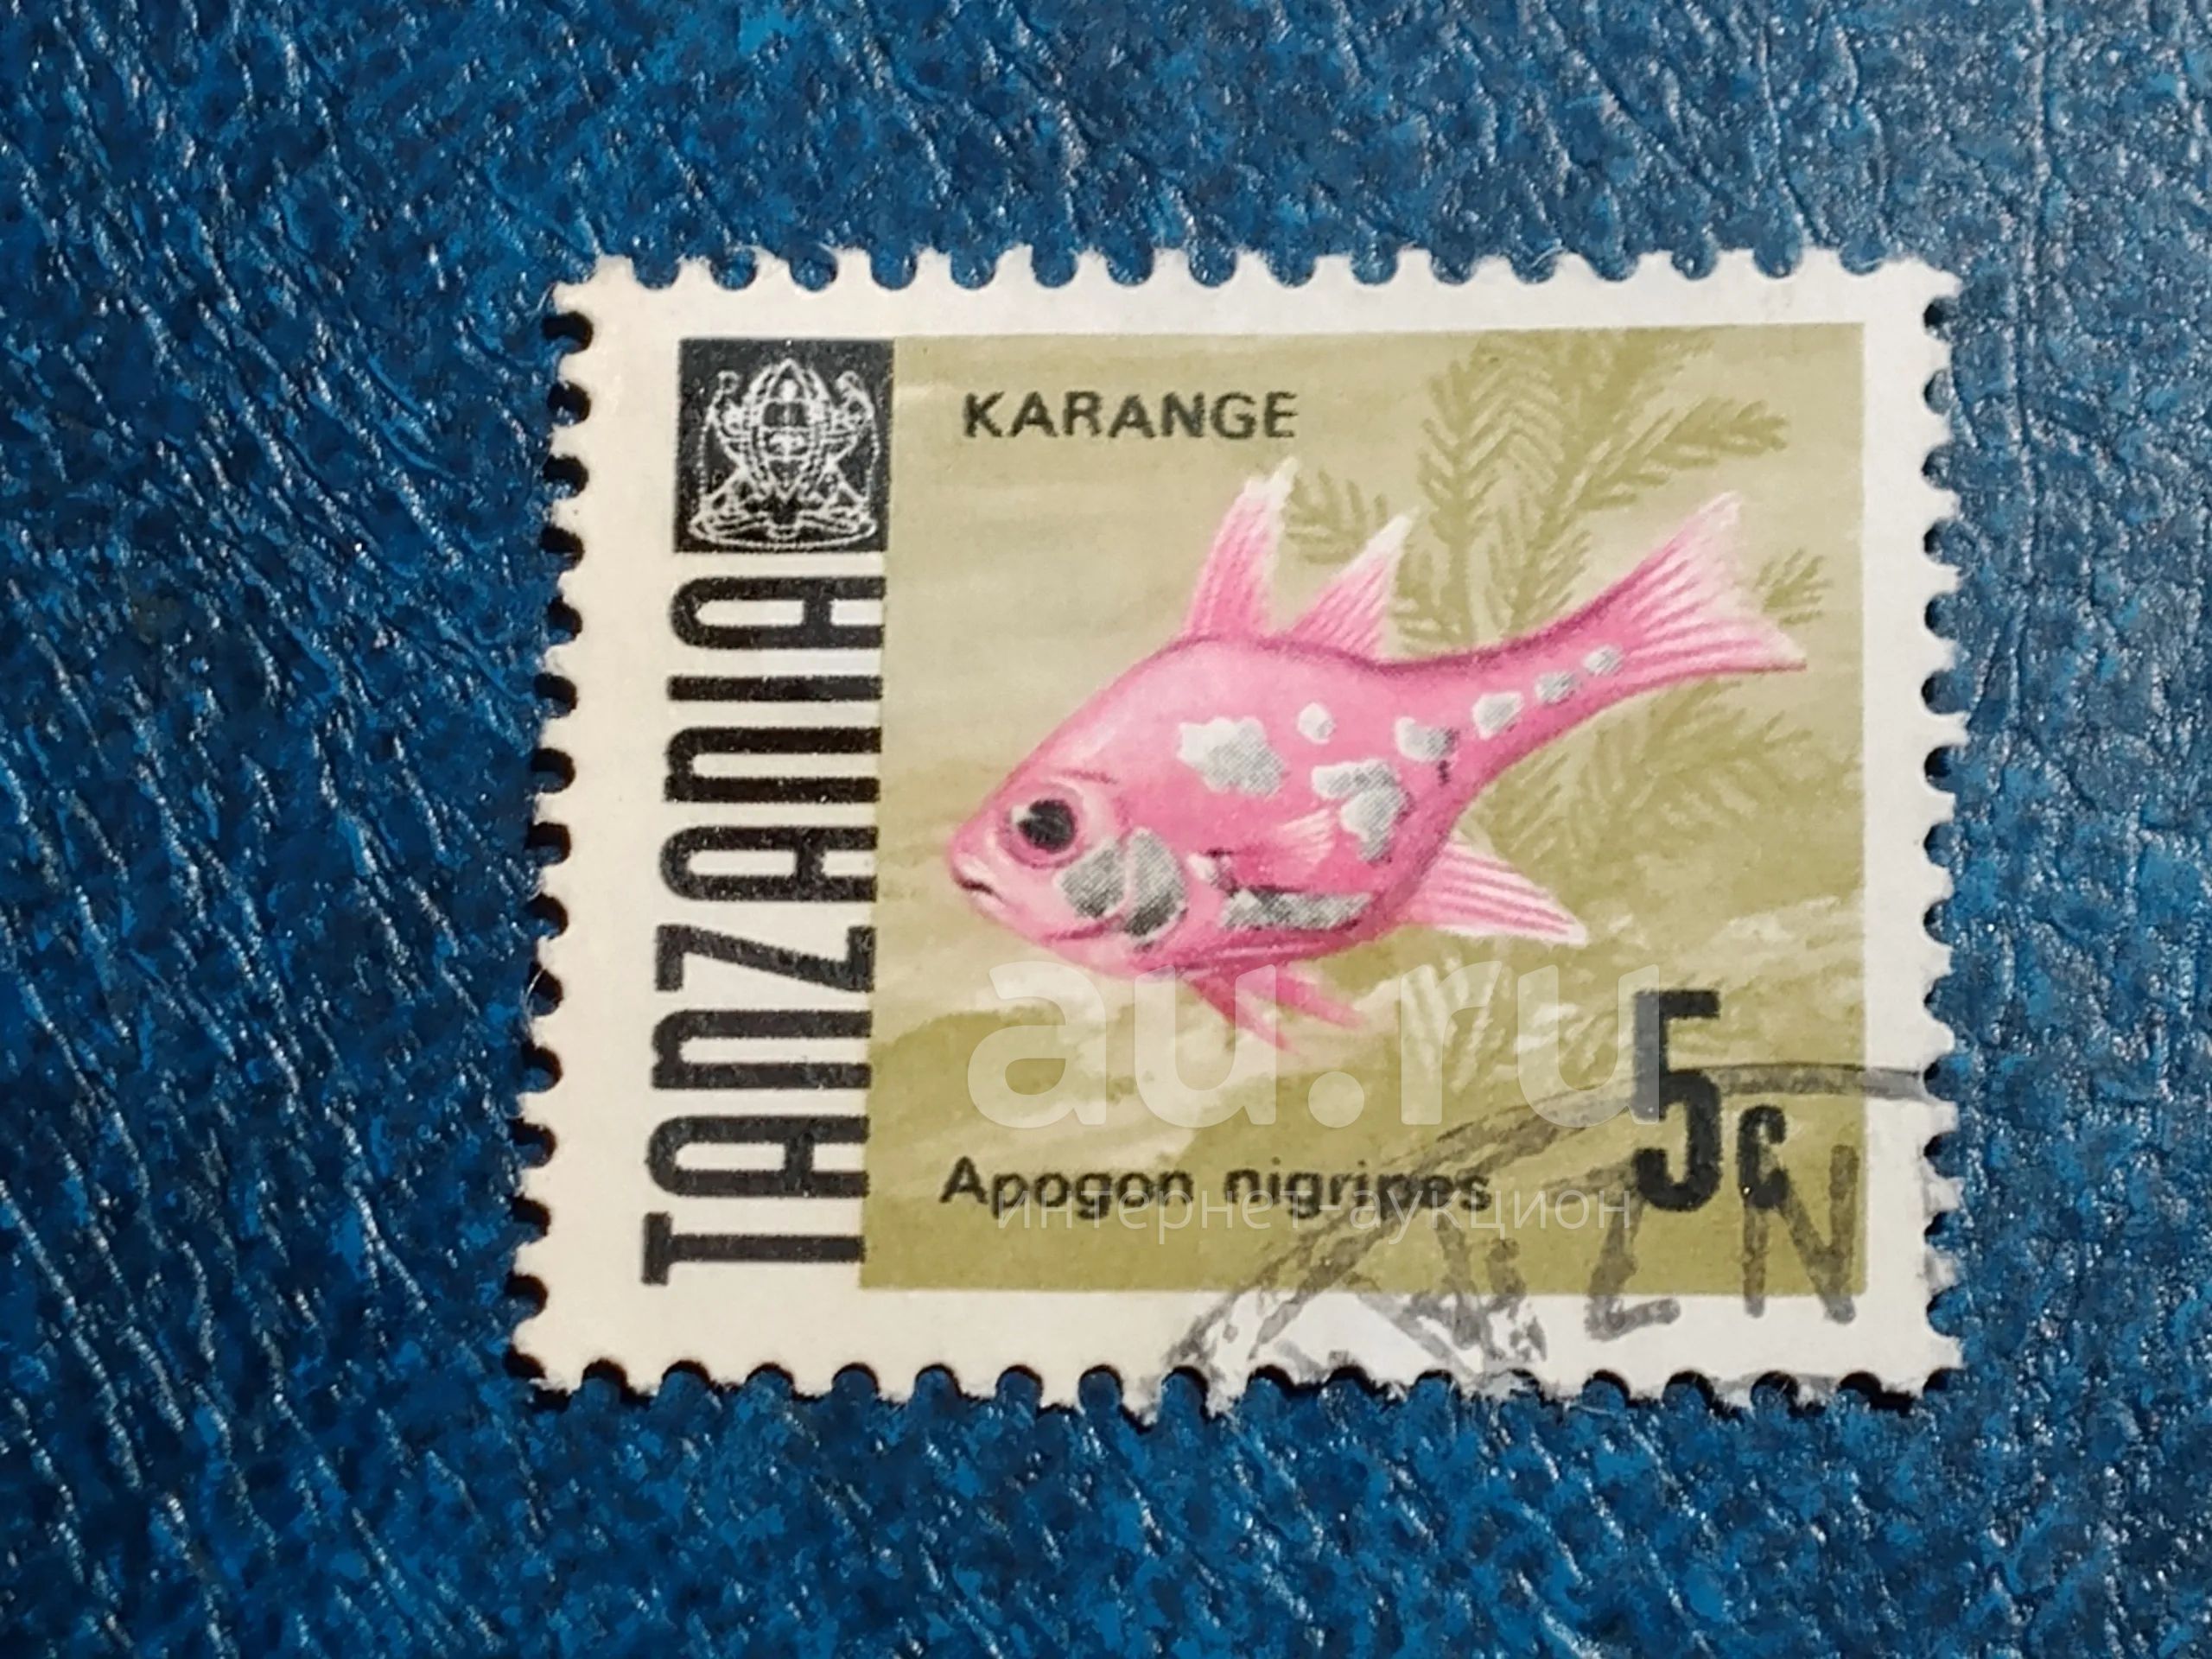 TANZANIA
KARANGE
Apogon nigripes
5c
au.ru
интернет аукцион